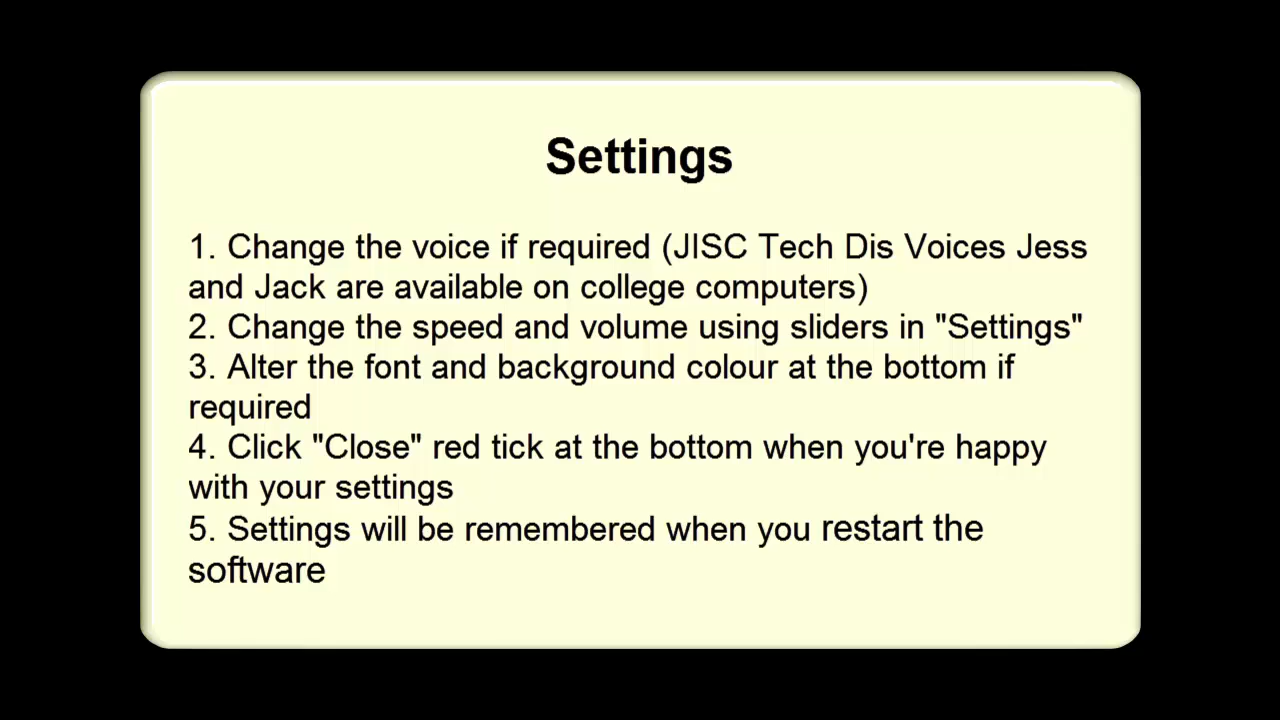 Settings
1. Change the voice if required (JISC Tech Dis Voices Jess
and Jack are available on college computers)
2. Change the speed and volume using sliders in "Settings"
3. Alter the font and background colour at the bottom if
required
4. Click "Close" red tick at the bottom when you're happy
with your settings
5. Settings will be remembered when you restart the
software